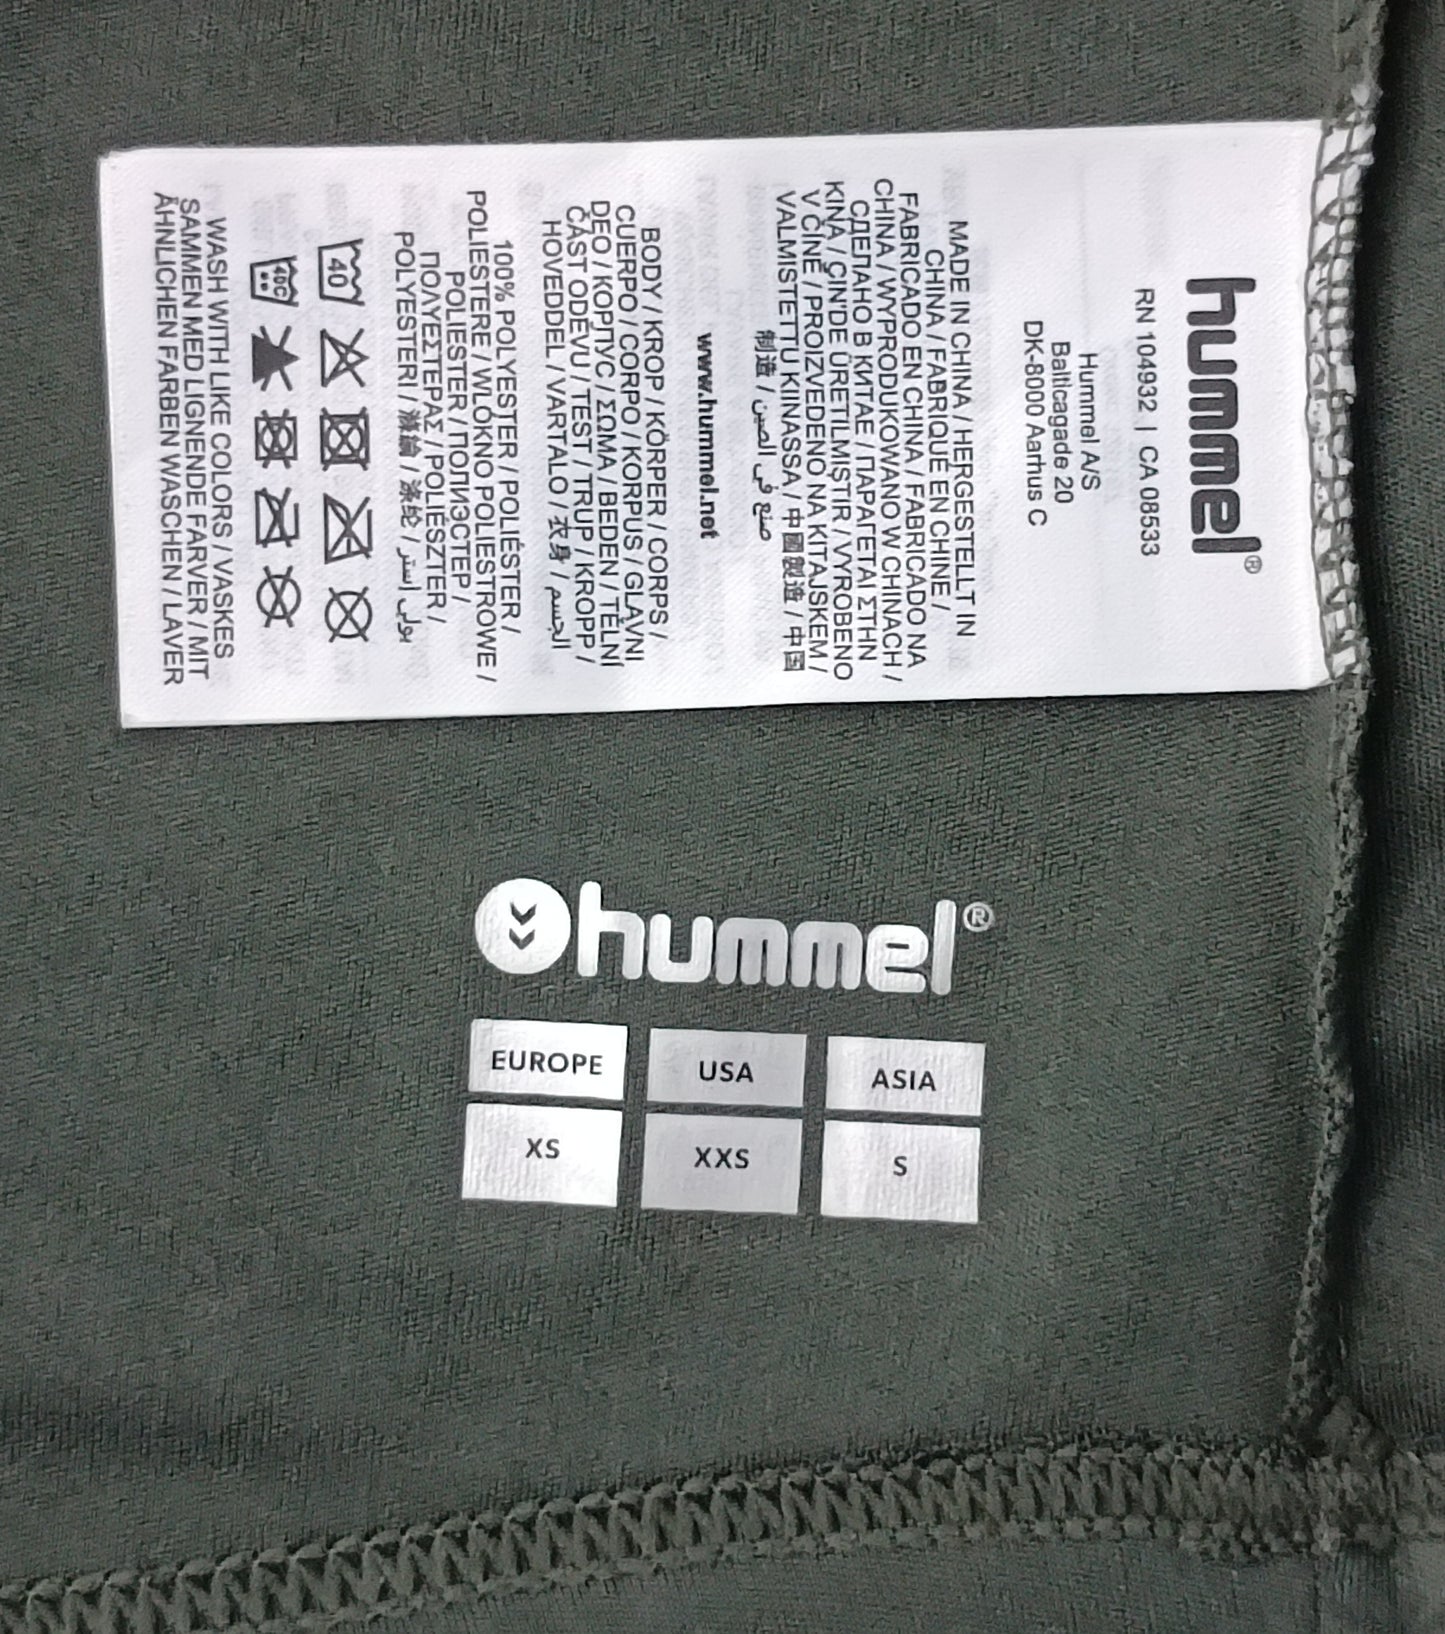 hummel®
RN 104932 | CA 08533
Hummel A/S
Balticagade 20
DK-8000 Aarhus C
MADE IN CHINA / HERGESTELLT IN
CHINA / FABRIQUÉ EN CHINE /
FABRICADO EN CHINA / FABRICADO NA
CHINA / WYPRODUKOWANO W CHINACH /
СДЕЛАНО В КИТАЕ / ΠΑΡΑΓΕΤΑΙ ΣΤΗΝ
KINA / ÇIN'DE ÜRETILMIŞTIR / VYROBENO
V ČÍNĚ / PROIZVEDENO NA KITAJSKEM /
VALMISTETTU KIINASSA / 中國製造 / 中国
制造 / صنع في الصين
www.hummel.net
BODY / KROP / KÖRPER / CORPS /
CUERPO / CORPO / KORPUS / GLAVNI
DEO / КОРПУС / ΣΩΜΑ / BEDEN / TĚLNÍ
ČÁST ODĚVU / TEST / TRUP / KROPP /
HOVEDDEL / VARTALO / 衣身 / الجسم
100% POLYESTER / POLIÉSTER /
POLIESTERE / WŁÓKNO POLIESTROWE /
POLIESTER / ПОЛИЭСТЕР /
ΠΟΛΥΕΣΤΕΡΑΣ / POLIÉSZTER /
POLYESTERI / 滌綸 / 涤纶 / بولي إستر
40
40C
WASH WITH LIKE COLORS / VASKES
SAMMEN MED LIGNENDE FARVER / MIT
ÄHNLICHEN FARBEN WASCHEN / LAVER
hummel®
EUROPE USA ASIA
XS XXS S